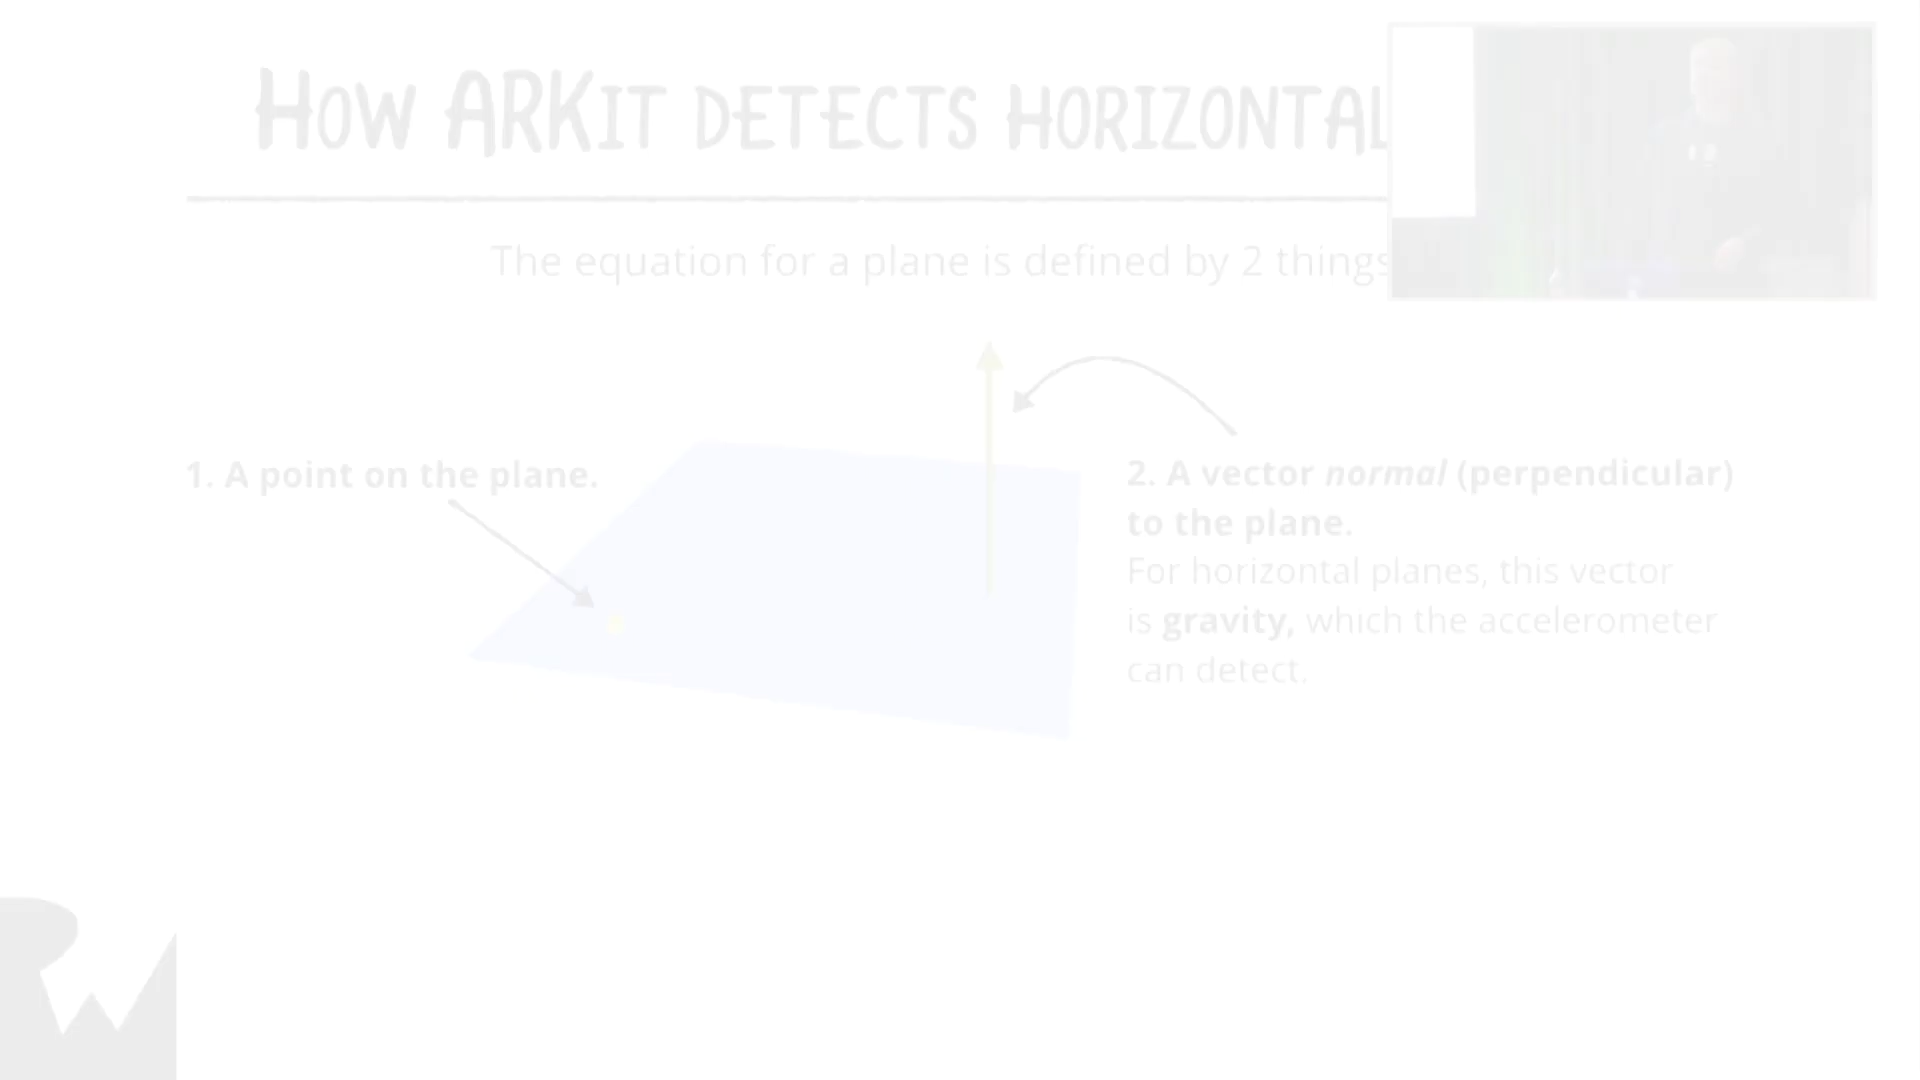 HOW ARKIT DETECTS HORIZONTAL
The equation for a plane is defined by 2 things
1. A point on the plane.
2. A vector normal (perpendicular)
to the plane.
For horizontal planes, this vector
is gravity, which the accelerometer
can detect.